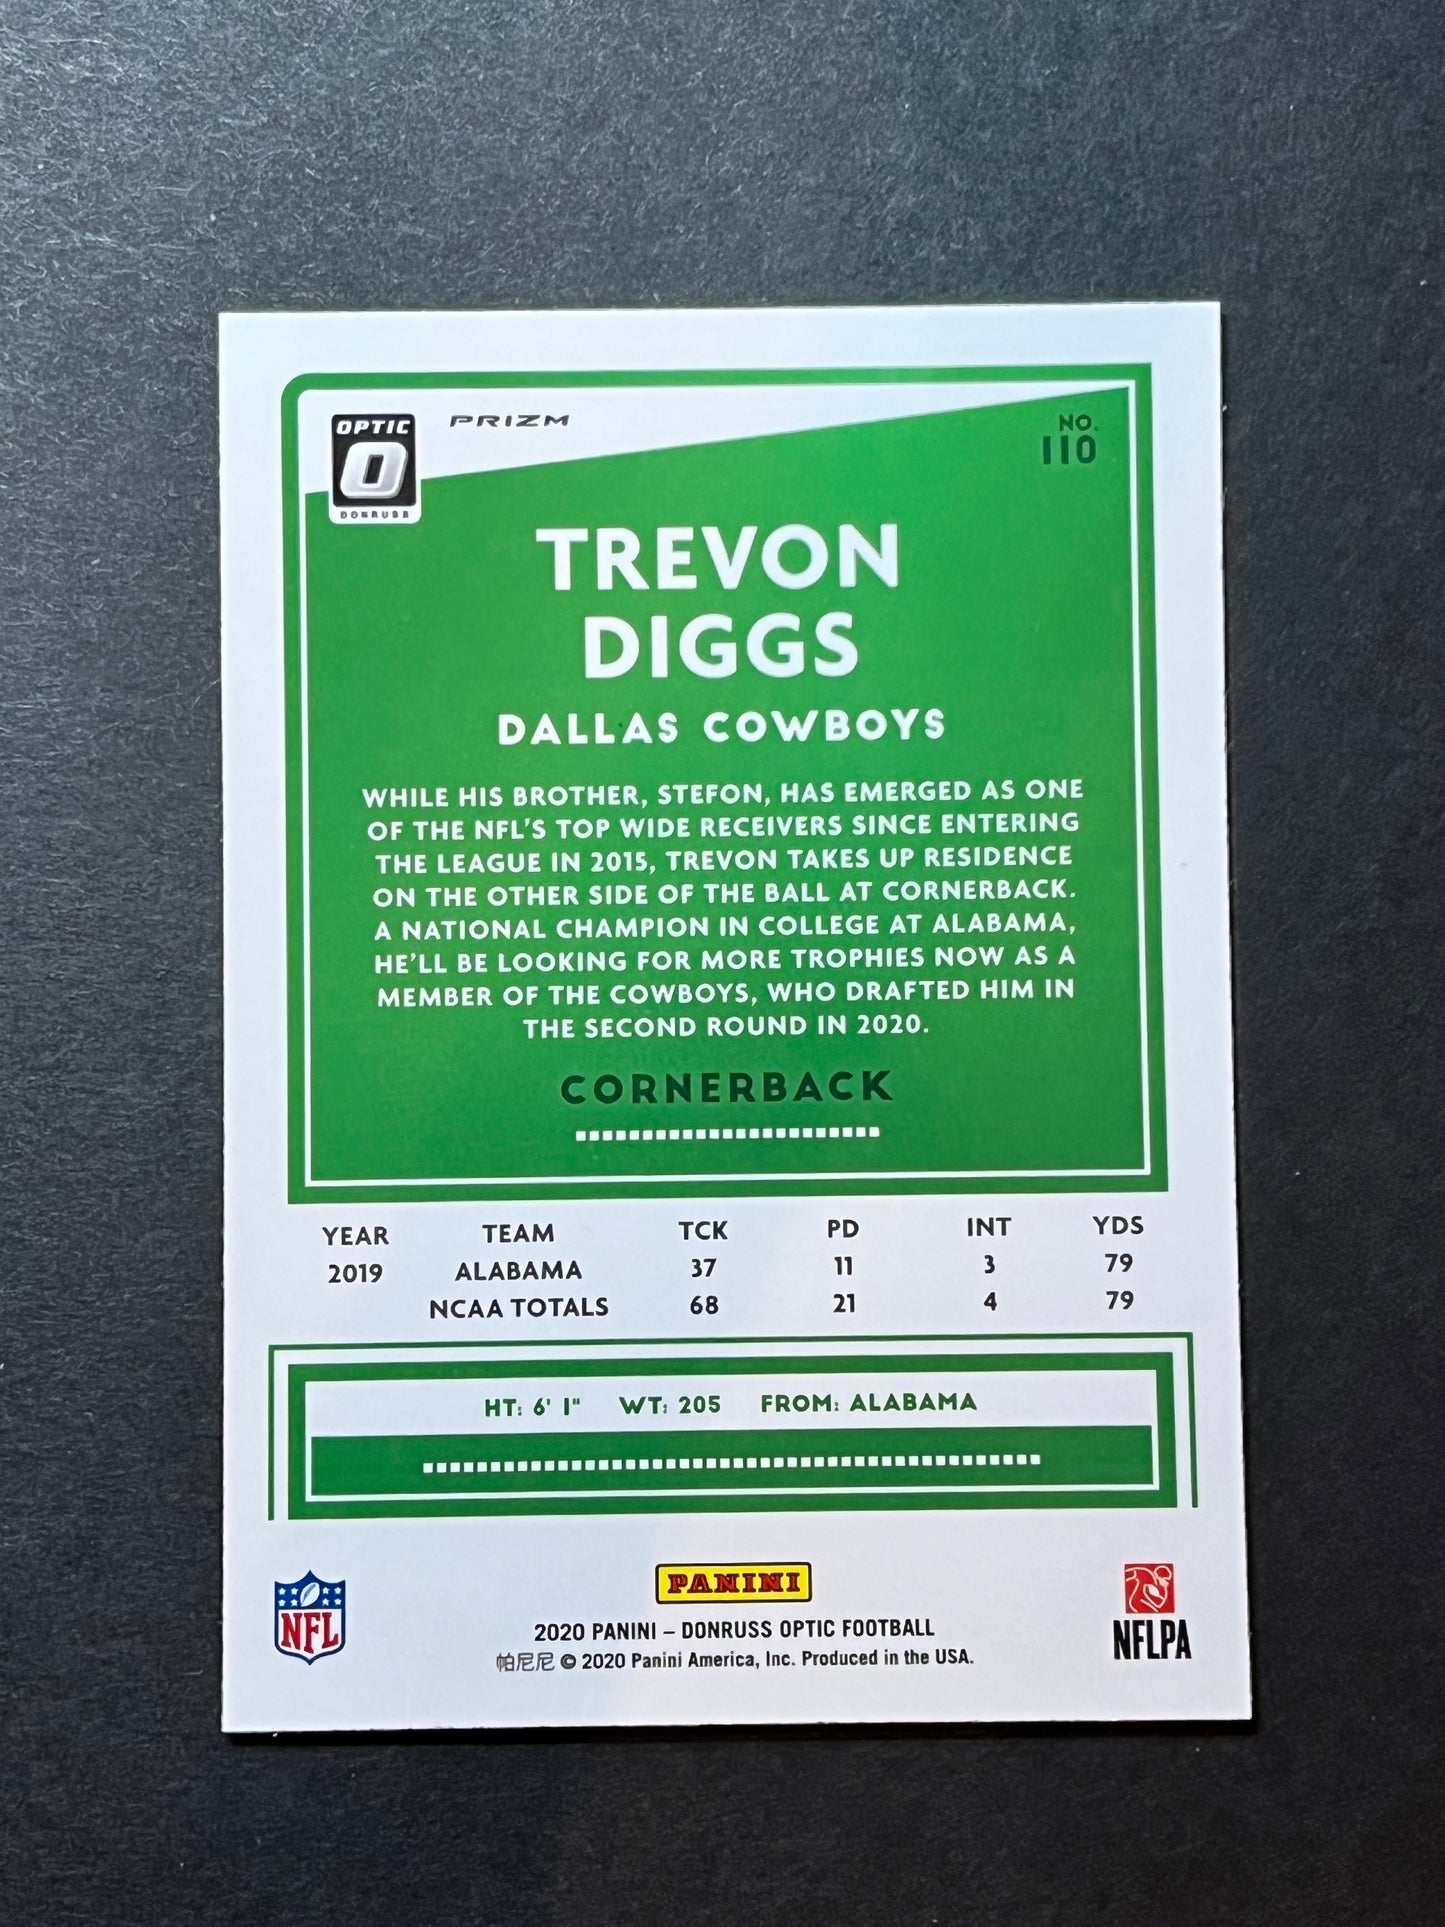 OPTIC
O
DONRUSS
PRIZM
NO.
110
TREVON
DIGGS
DALLAS COWBOYS
WHILE HIS BROTHER, STEFON, HAS EMERGED AS ONE
OF THE NFL'S TOP WIDE RECEIVERS SINCE ENTERING
THE LEAGUE IN 2015, TREVON TAKES UP RESIDENCE
ON THE OTHER SIDE OF THE BALL AT CORNERBACK.
A NATIONAL CHAMPION IN COLLEGE AT ALABAMA,
HE'LL BE LOOKING FOR MORE TROPHIES NOW AS A
MEMBER OF THE COWBOYS, WHO DRAFTED HIM IN
THE SECOND ROUND IN 2020.
CORNERBACK
YEAR TEAM TCK PD INT YDS
2019 ALABAMA 37 11 3 79
NCAA TOTALS 68 21 4 79
HT: 6' 1" WT: 205 FROM: ALABAMA
NFL
PANINI
2020 PANINI – DONRUSS OPTIC FOOTBALL
帕尼尼 © 2020 Panini America, Inc. Produced in the USA.
NFLPA